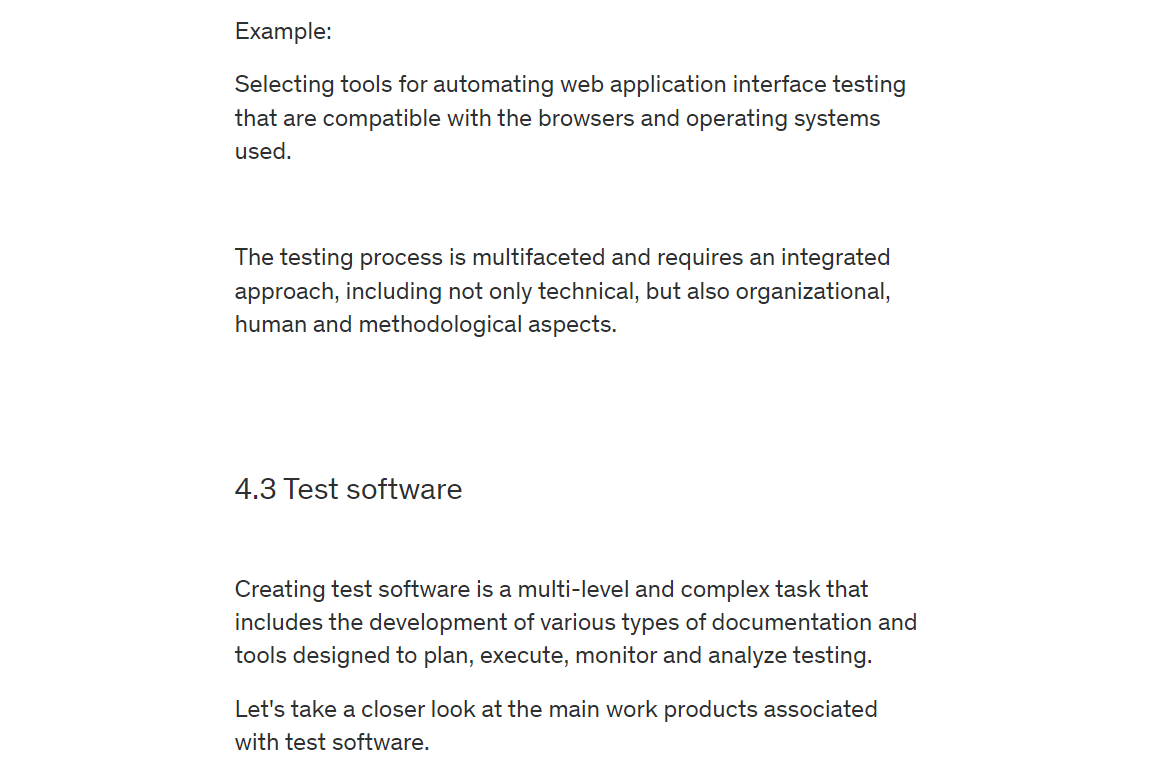 Example:
Selecting tools for automating web application interface testing
that are compatible with the browsers and operating systems
used.
The testing process is multifaceted and requires an integrated
approach, including not only technical, but also organizational,
human and methodological aspects.
4.3 Test software
Creating test software is a multi-level and complex task that
includes the development of various types of documentation and
tools designed to plan, execute, monitor and analyze testing.
Let's take a closer look at the main work products associated
with test software.